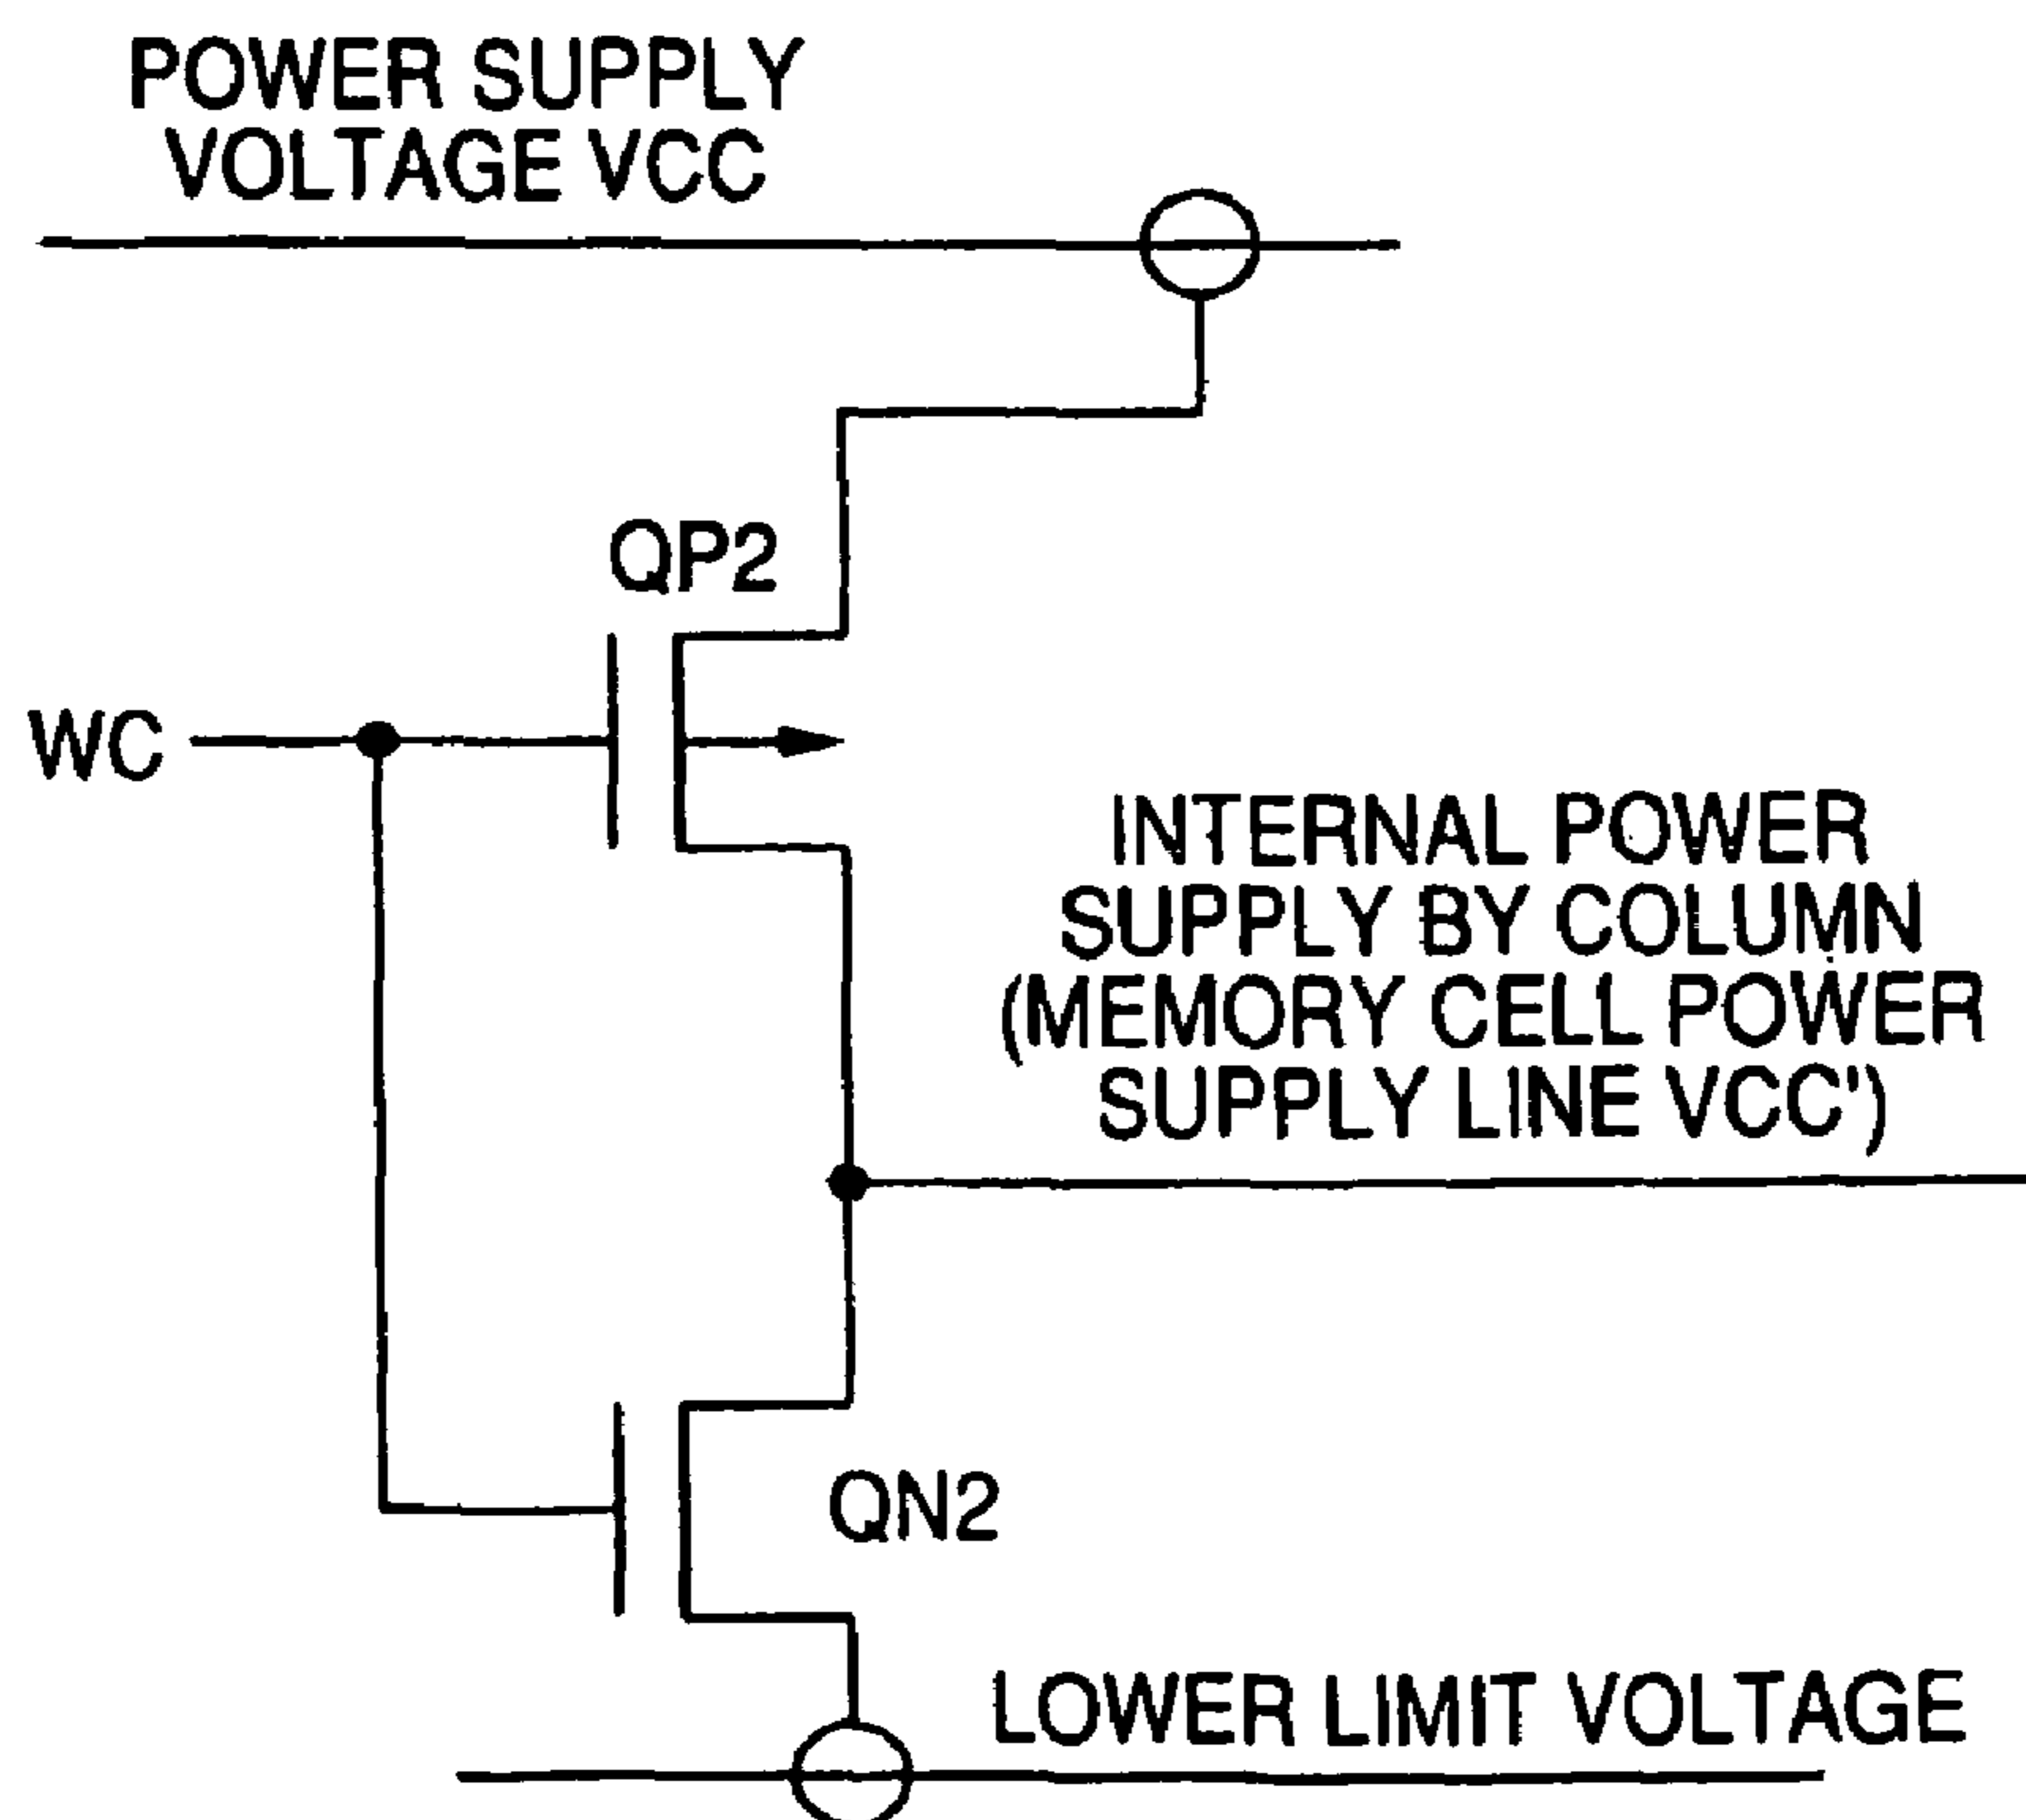 POWER SUPPLY
VOLTAGE VCC
QP2
WC
INTERNAL POWER
SUPPLY BY COLUMN
(MEMORY CELL POWER
SUPPLY LINE VCC')
QN2
LOWER LIMIT VOLTAGE